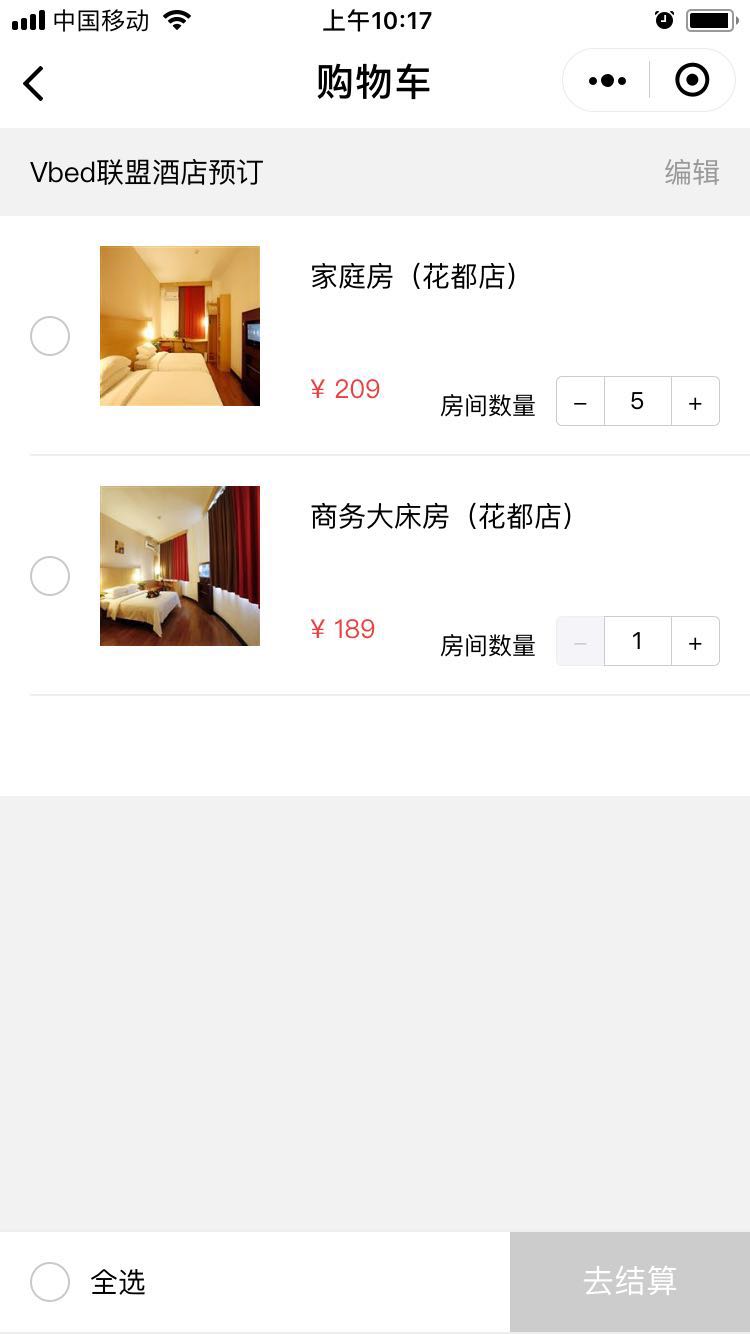 中国移动 上午10:17
购物车
Vbed联盟酒店预订 编辑
家庭房（花都店）
¥ 209 房间数量 − 5 +
商务大床房（花都店）
¥ 189 房间数量 − 1 +
全选 去结算